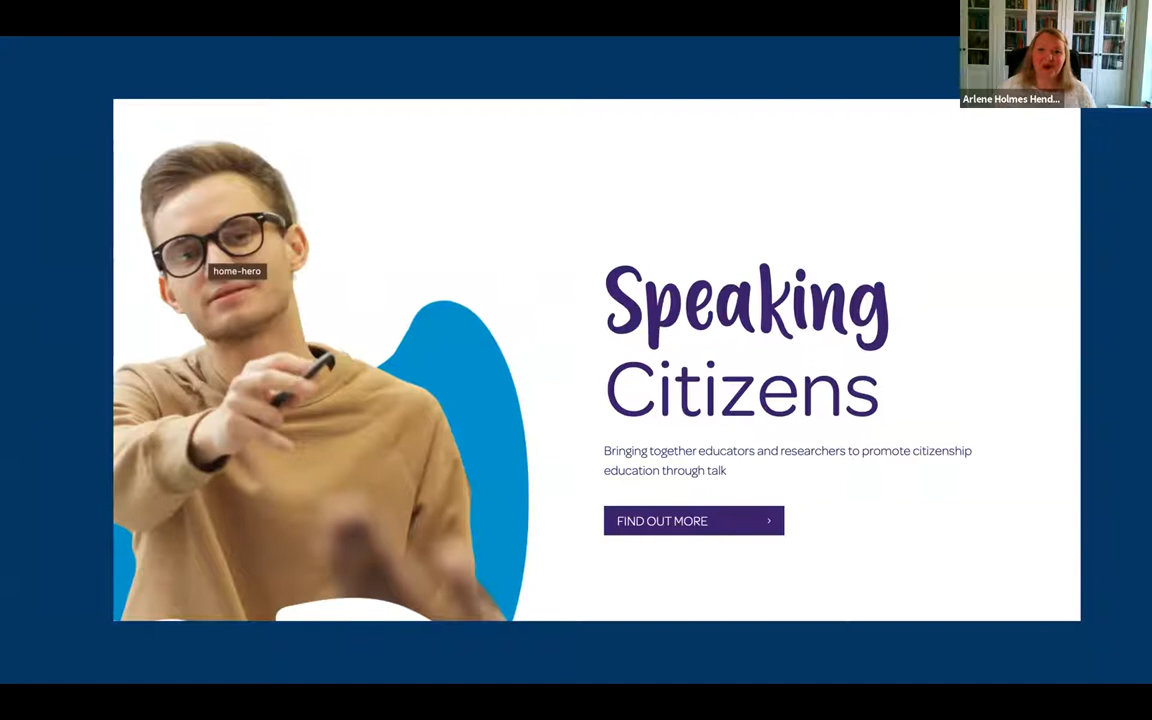 Arlene Holmes Hend...
home-hero
Speaking
Citizens
Bringing together educators and researchers to promote citizenship
education through talk
FIND OUT MORE ›